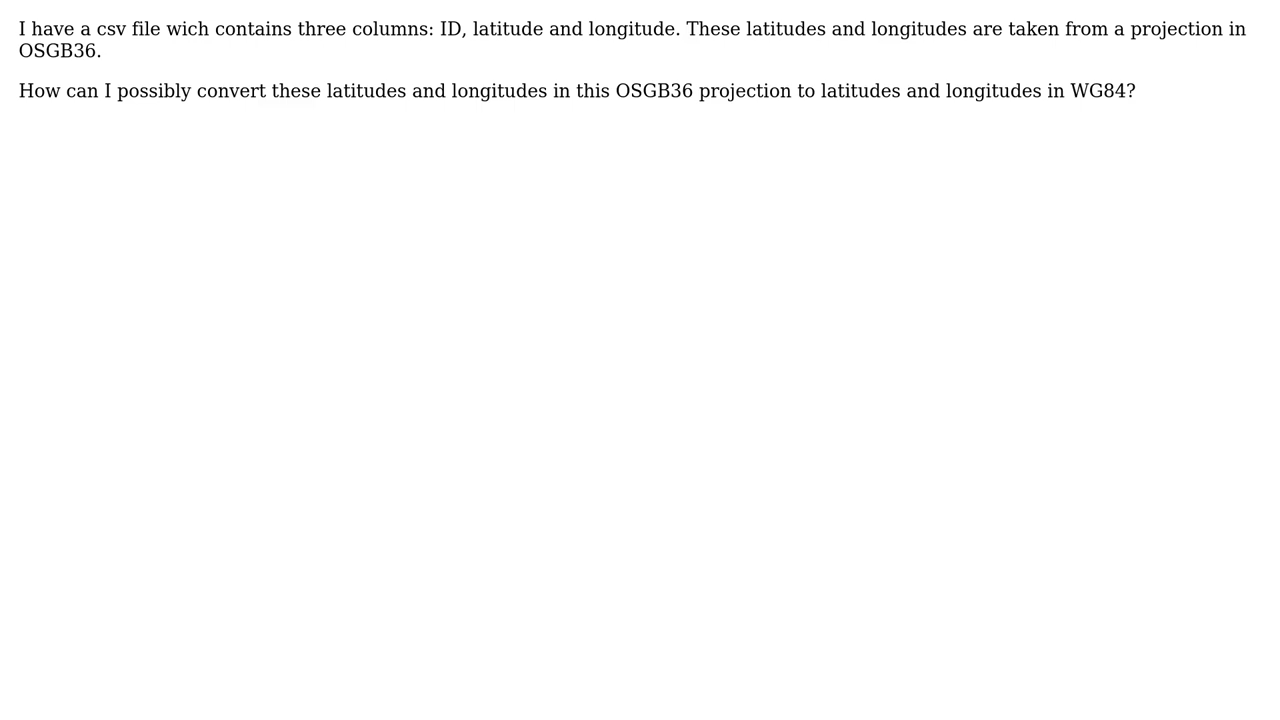 I have a csv file wich contains three columns: ID, latitude and longitude. These latitudes and longitudes are taken from a projection in
OSGB36.
How can I possibly convert these latitudes and longitudes in this OSGB36 projection to latitudes and longitudes in WG84?